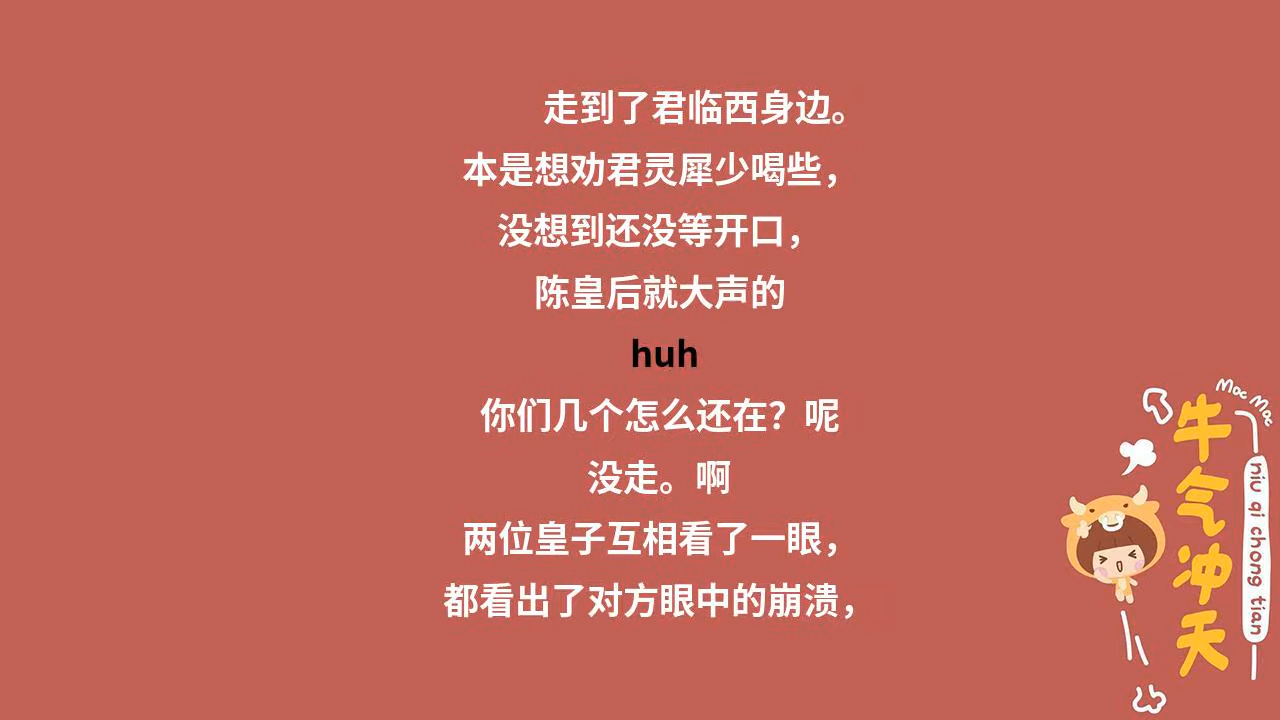 走到了君临西身边。
本是想劝君灵犀少喝些，
没想到还没等开口，
陈皇后就大声的
huh
你们几个怎么还在？呢
没走。啊
两位皇子互相看了一眼，
都看出了对方眼中的崩溃，
Moc Moc
牛气冲天
niu qi chong tian